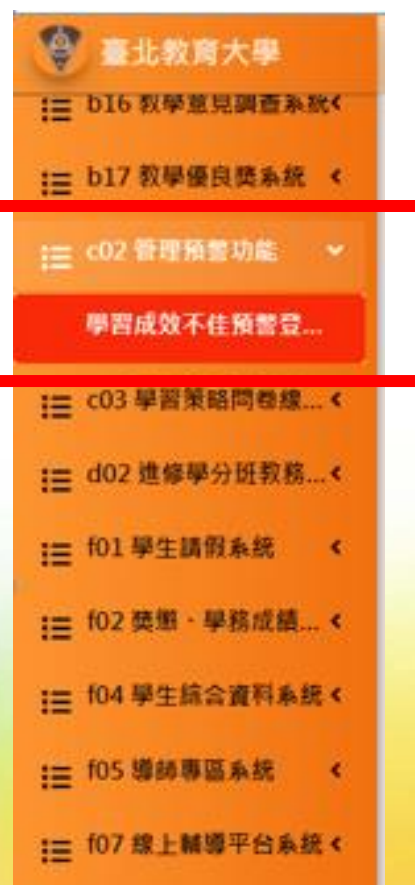 臺北教育大學
b16 教學意見調查系統
b17 教學優良獎系統
c02 管理預警功能
學習成效不佳預警登...
c03 學習策略問卷線...
d02 進修學分班教務...
f01 學生請假系統
f02 獎懲、學務成績...
f04 學生綜合資料系統
f05 導師專區系統
f07 線上輔導平台系統